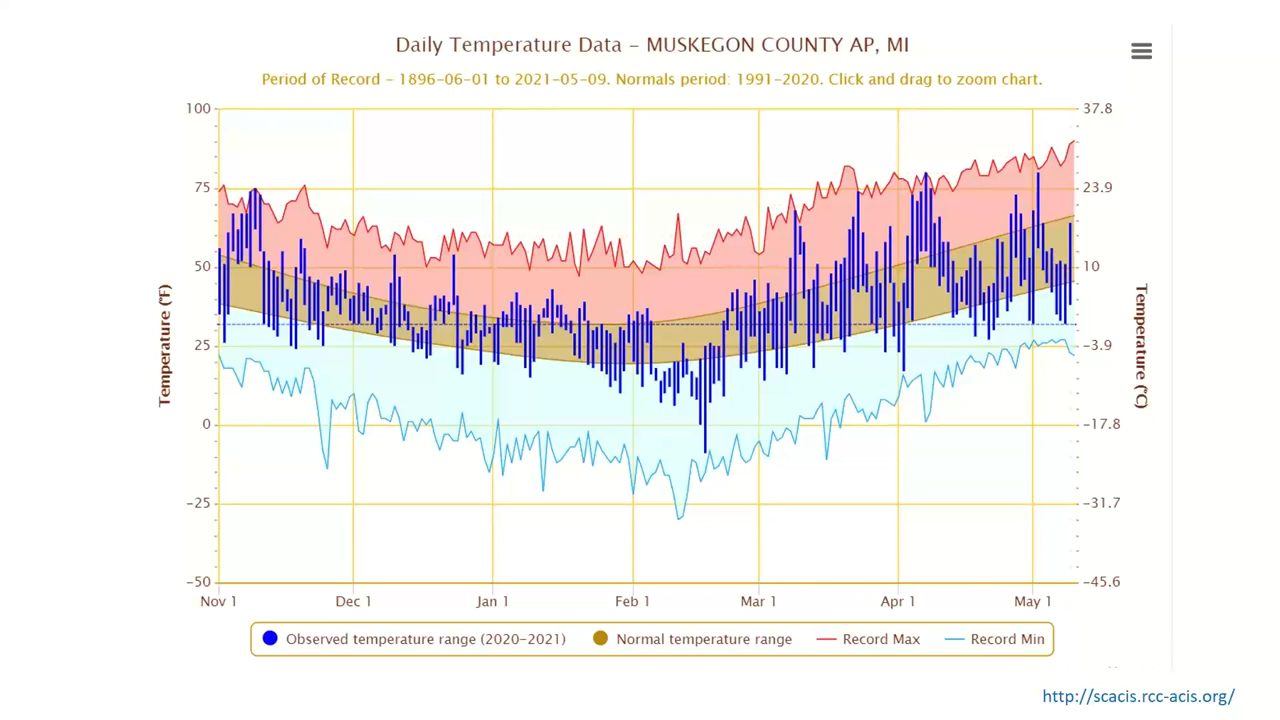 Daily Temperature Data – MUSKEGON COUNTY AP, MI
Period of Record – 1896-06-01 to 2021-05-09. Normals period: 1991-2020. Click and drag to zoom chart.
100 37.8
75 23.9
50 10
25 -3.9
0 -17.8
-25 -31.7
-50 -45.6
Temperature (°F)
Temperature (°C)
Nov 1 Dec 1 Jan 1 Feb 1 Mar 1 Apr 1 May 1
Observed temperature range (2020-2021) Normal temperature range Record Max Record Min
http://scacis.rcc-acis.org/